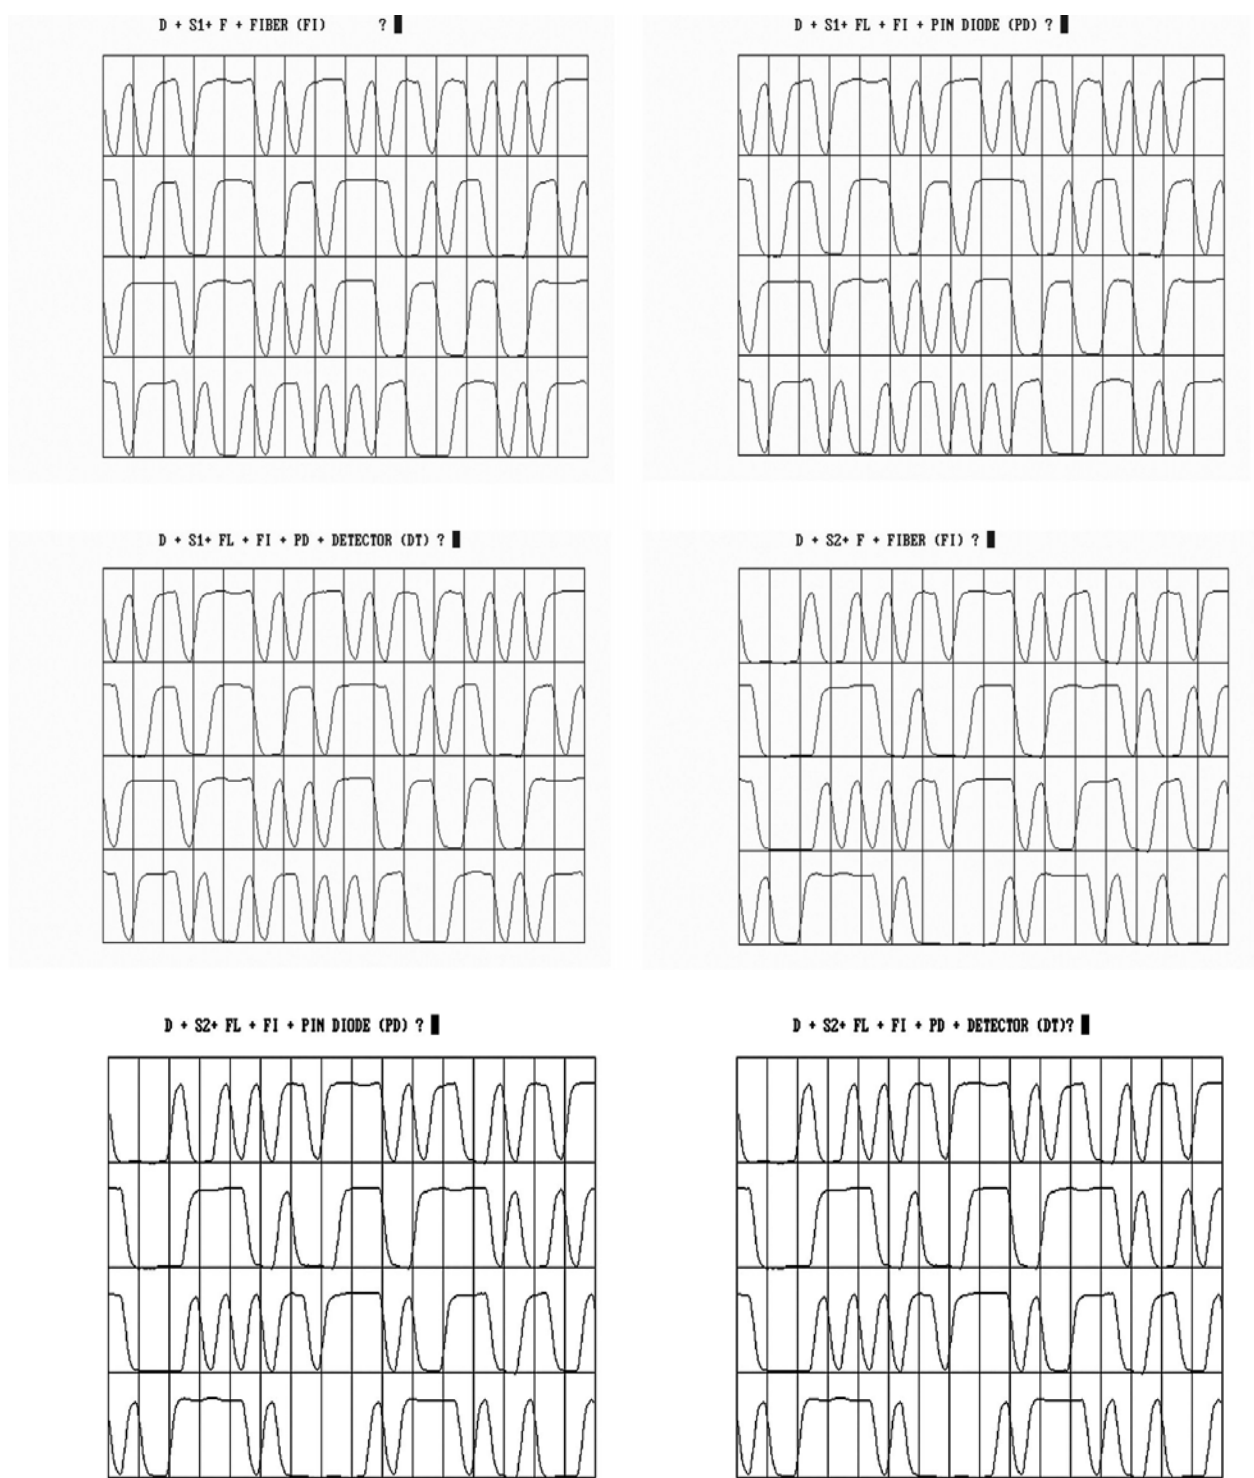 D + S1+ F + FIBER (FI) ?
D + S1+ FL + FI + PIN DIODE (PD) ?
D + S1+ FL + FI + PD + DETECTOR (DT) ?
D + S2+ F + FIBER (FI) ?
D + S2+ FL + FI + PIN DIODE (PD) ?
D + S2+ FL + FI + PD + DETECTOR (DT)?